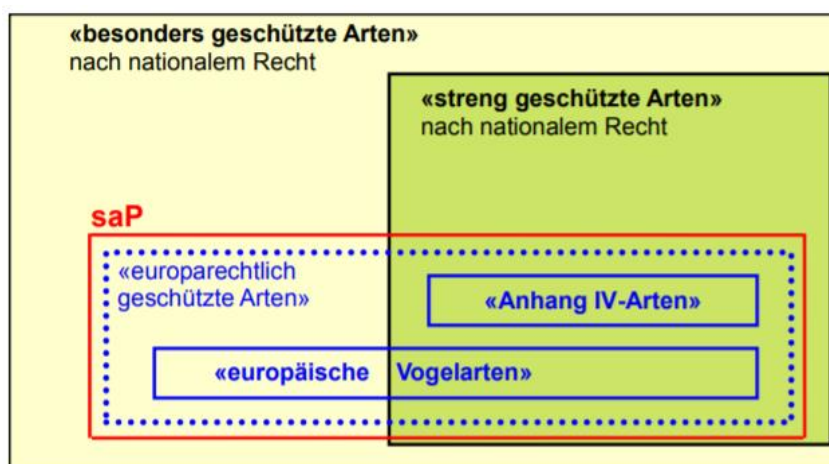 «besonders geschützte Arten»
nach nationalem Recht
«streng geschützte Arten»
nach nationalem Recht
saP
«europarechtlich
geschützte Arten»
«Anhang IV-Arten»
«europäische Vogelarten»